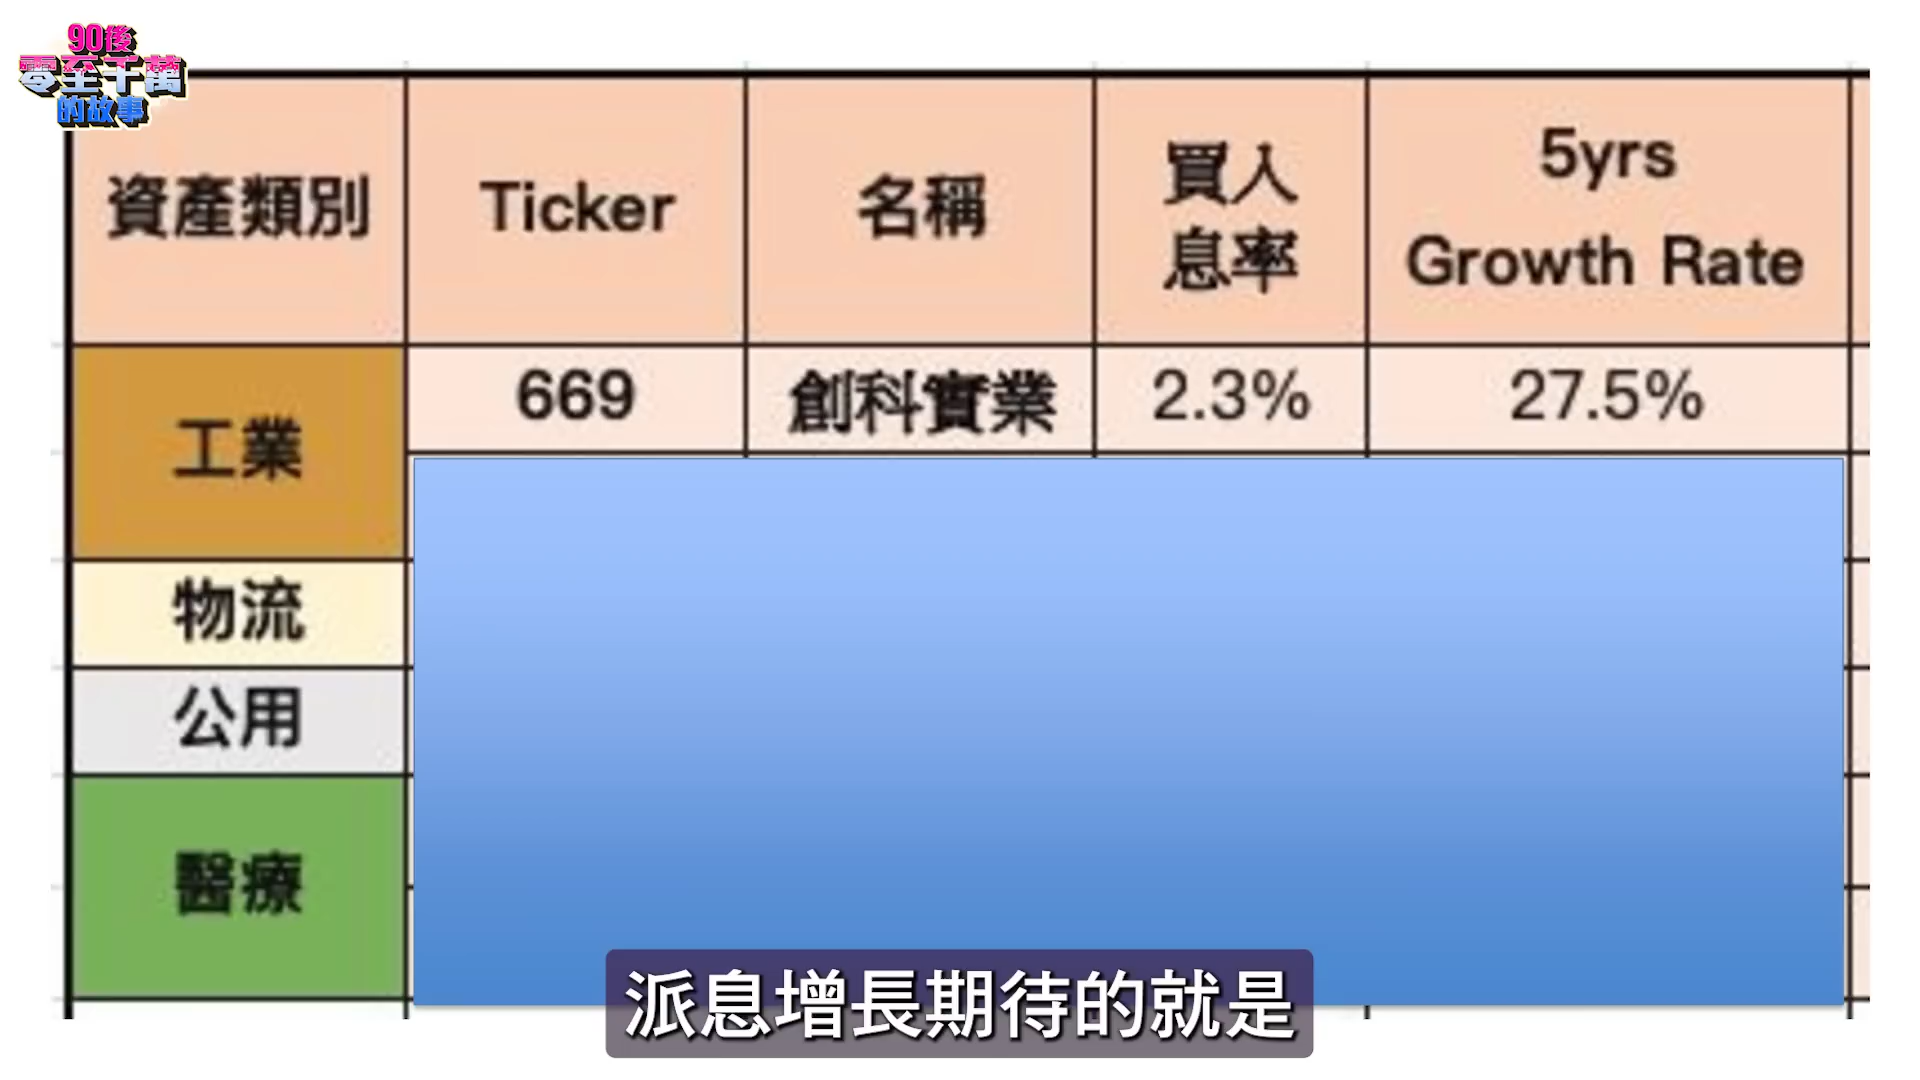 90後
零至千萬
的故事
資產類別
Ticker
名稱
買入
息率
5yrs
Growth Rate
工業
669
創科實業
2.3%
27.5%
物流
公用
醫療
派息增長期待的就是